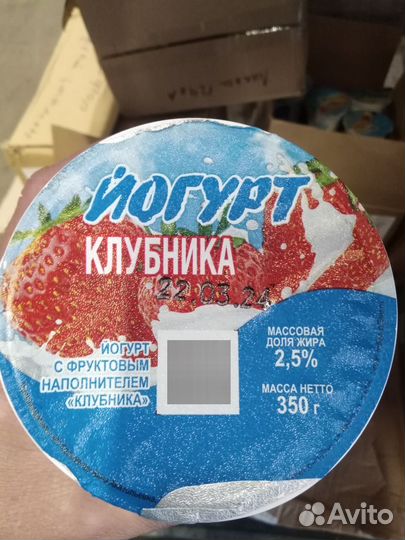 ЙОГУРТ
КЛУБНИКА
22.03.24
ЙОГУРТ
С ФРУКТОВЫМ
НАПОЛНИТЕЛЕМ
«КЛУБНИКА»
МАССОВАЯ
ДОЛЯ ЖИРА
2,5%
МАССА НЕТТО
350 г
Avito